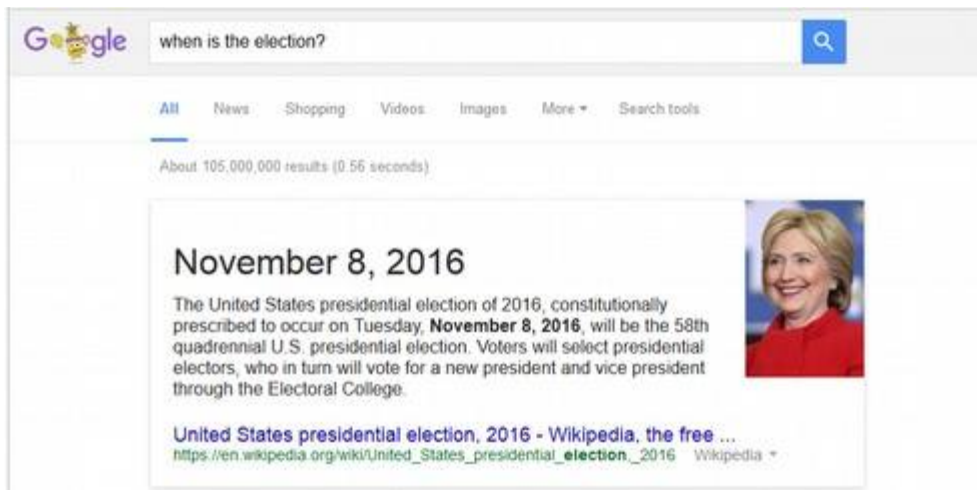 Google
when is the election?
All News Shopping Videos Images More Search tools
About 105,000,000 results (0.56 seconds)
November 8, 2016
The United States presidential election of 2016, constitutionally
prescribed to occur on Tuesday, November 8, 2016, will be the 58th
quadrennial U.S. presidential election. Voters will select presidential
electors, who in turn will vote for a new president and vice president
through the Electoral College.
United States presidential election, 2016 - Wikipedia, the free ...
https://en.wikipedia.org/wiki/United_States_presidential_election,_2016 Wikipedia